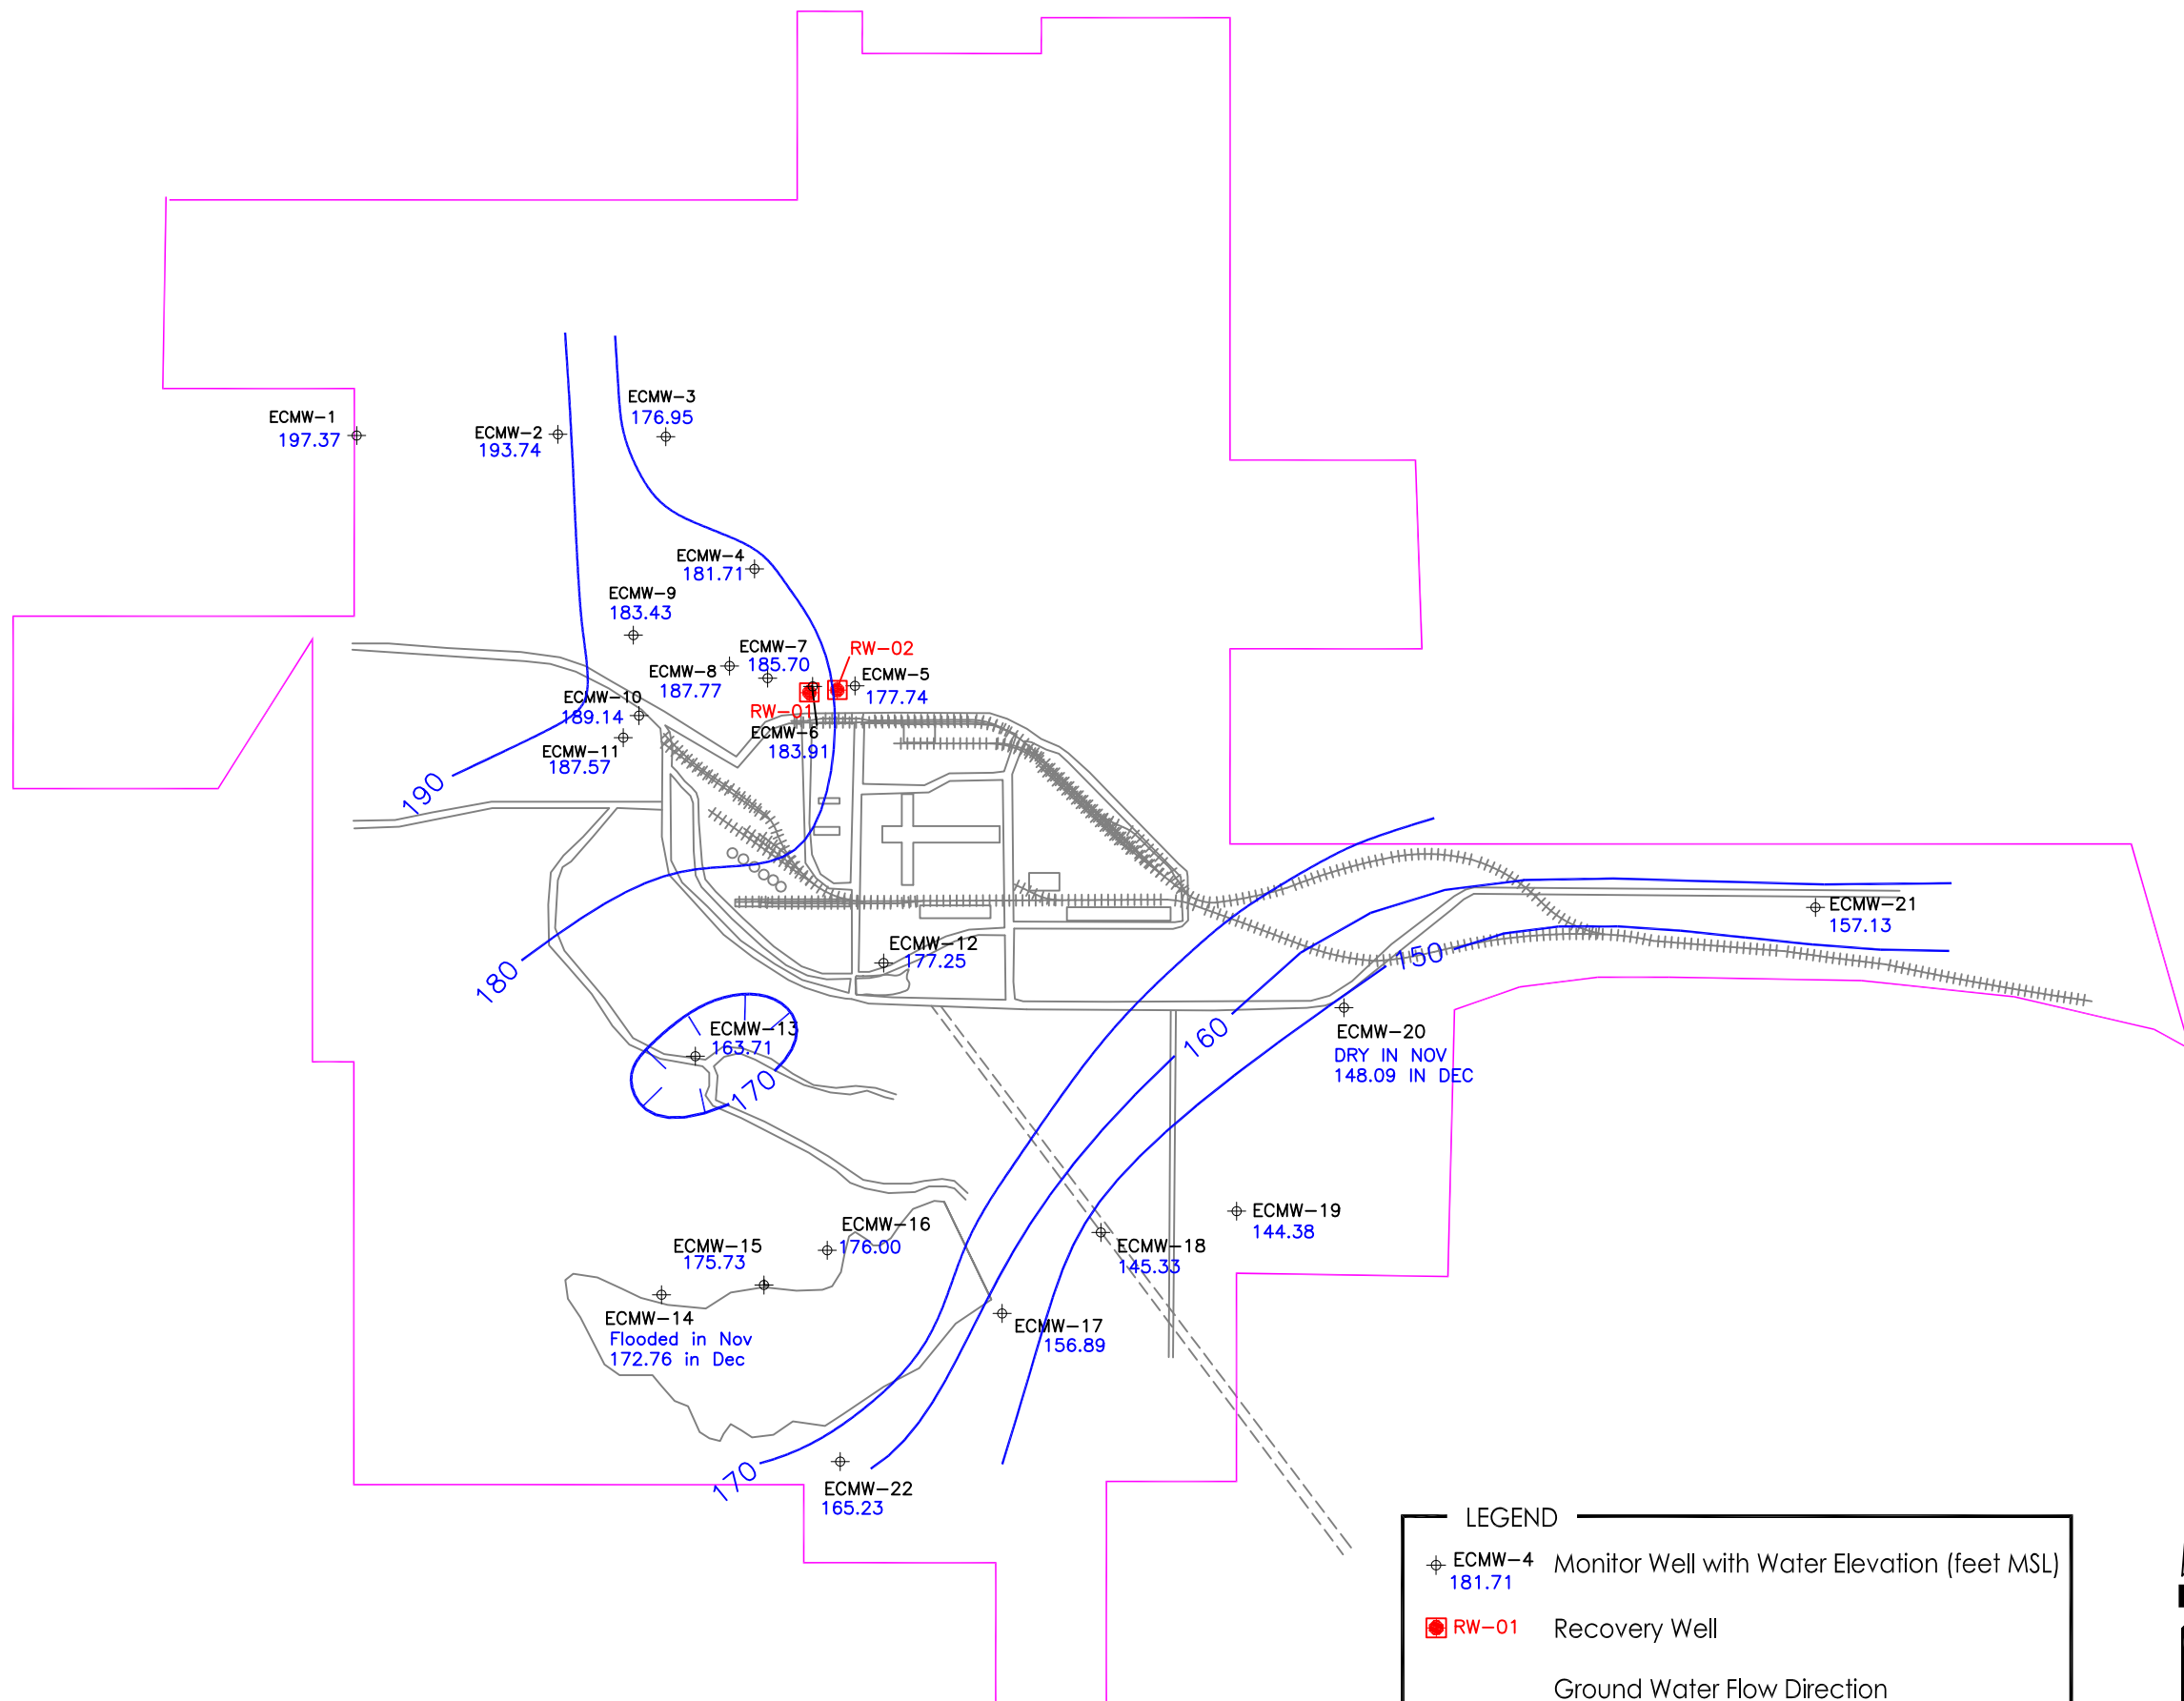 ECMW-3
176.95
ECMW-1
197.37
ECMW-2
193.74
ECMW-4
181.71
ECMW-9
183.43
ECMW-7
185.70
RW-02
ECMW-8
187.77
ECMW-5
177.74
ECMW-10
189.14
RW-01
ECMW-6
183.91
ECMW-11
187.57
190
ECMW-21
157.13
ECMW-12
177.25
150
180
ECMW-13
163.71
160
ECMW-20
DRY IN NOV
148.09 IN DEC
170
ECMW-16
176.00
ECMW-19
144.38
ECMW-15
175.73
ECMW-18
145.33
ECMW-14
Flooded in Nov
172.76 in Dec
ECMW-17
156.89
170
ECMW-22
165.23
LEGEND
ECMW-4 Monitor Well with Water Elevation (feet MSL)
181.71
RW-01 Recovery Well
Ground Water Flow Direction